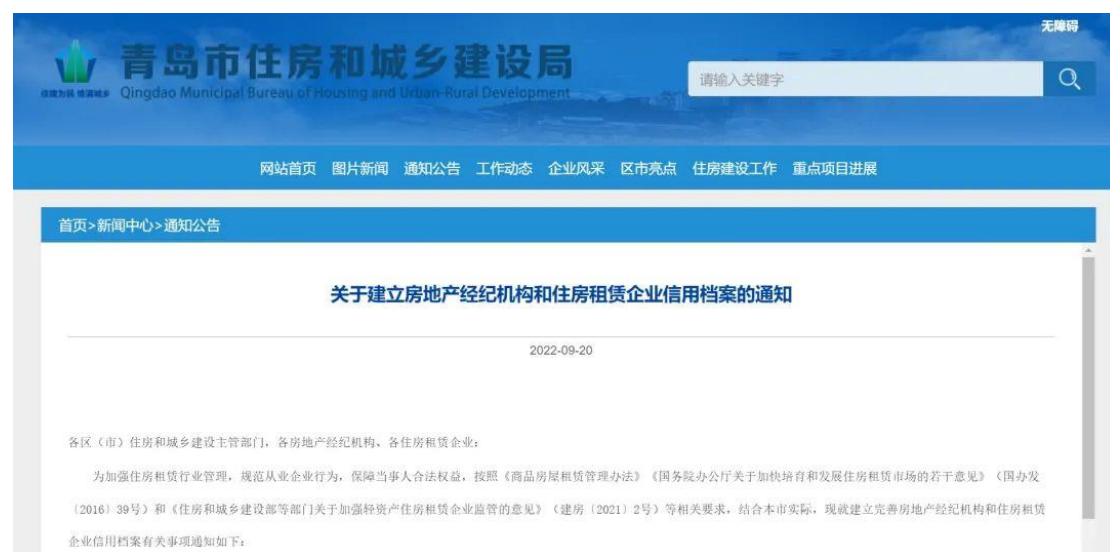 无障碍
青岛市住房和城乡建设局
请输入关键字
Qingdao Municipal Bureau of Housing and Urban-Rural Development
网站首页 图片新闻 通知公告 工作动态 企业风采 区市亮点 住房建设工作 重点项目进展
首页>新闻中心>通知公告
关于建立房地产经纪机构和住房租赁企业信用档案的通知
2022-09-20
各区（市）住房和城乡建设主管部门，各房地产经纪机构、各住房租赁企业：
为加强住房租赁行业管理，规范从业企业行为，保障当事人合法权益，按照《商品房屋租赁管理办法》《国务院办公厅关于加快培育和发展住房租赁市场的若干意见》（国办发
〔2016〕39号）和《住房和城乡建设部等部门关于加强轻资产住房租赁企业监管的意见》（建房〔2021〕2号）等相关要求，结合本市实际，现就建立完善房地产经纪机构和住房租赁
企业信用档案有关事项通知如下：